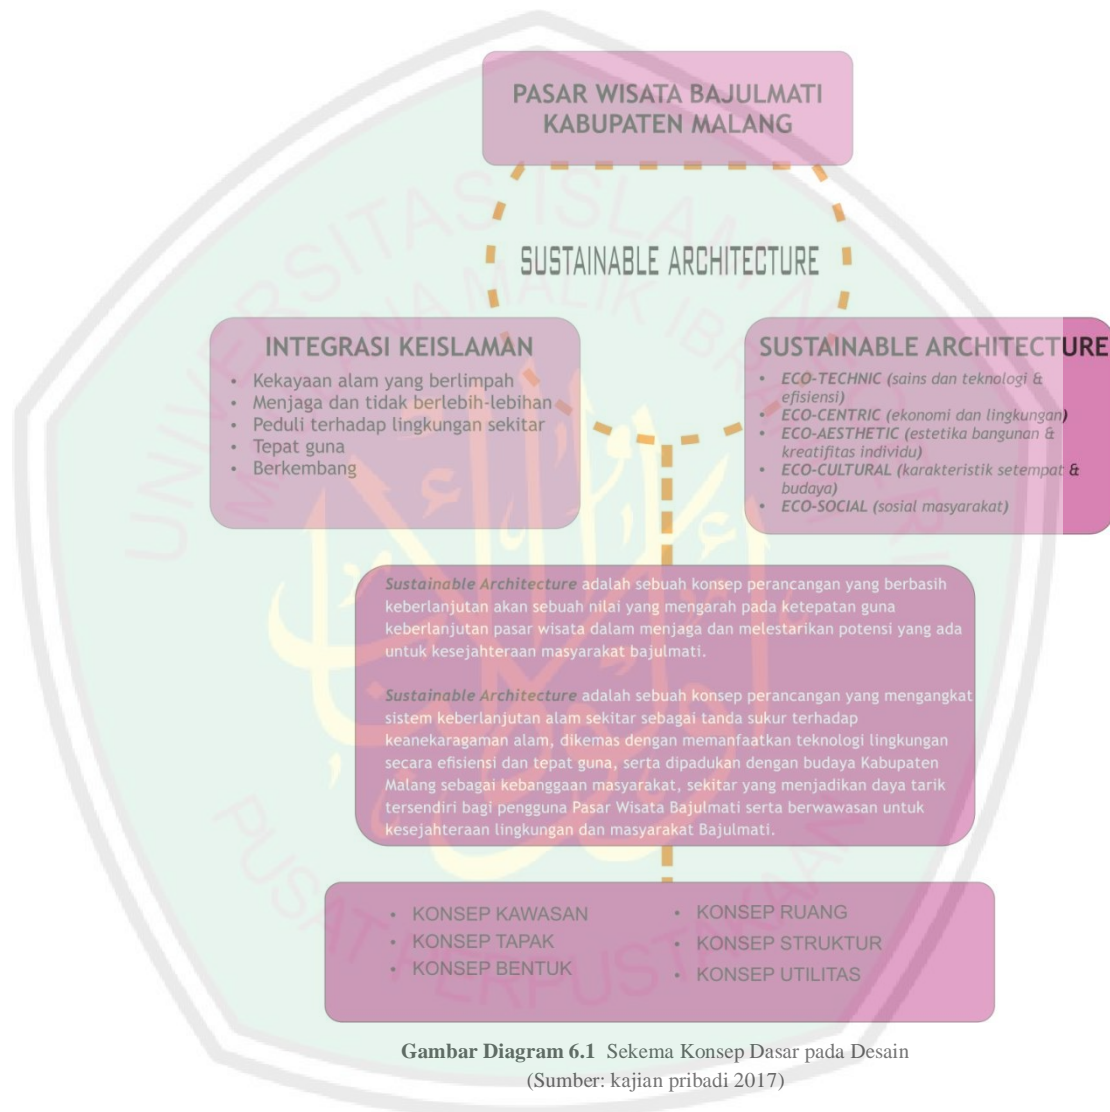 PASAR WISATA BAJULMATI
KABUPATEN MALANG
SUSTAINABLE ARCHITECTURE
INTEGRASI KEISLAMAN
• Kekayaan alam yang berlimpah
• Menjaga dan tidak berlebih-lebihan
• Peduli terhadap lingkungan sekitar
• Tepat guna
• Berkembang
SUSTAINABLE ARCHITECTURE
• ECO-TECHNIC (sains dan teknologi &
efisiensi)
• ECO-CENTRIC (ekonomi dan lingkungan)
• ECO-AESTHETIC (estetika bangunan &
kreatifitas individu)
• ECO-CULTURAL (karakteristik setempat &
budaya)
• ECO-SOCIAL (sosial masyarakat)
Sustainable Architecture adalah sebuah konsep perancangan yang berbasih
keberlanjutan akan sebuah nilai yang mengarah pada ketepatan guna
keberlanjutan pasar wisata dalam menjaga dan melestarikan potensi yang ada
untuk kesejahteraan masyarakat bajulmati.
Sustainable Architecture adalah sebuah konsep perancangan yang mengangkat
sistem keberlanjutan alam sekitar sebagai tanda sukur terhadap
keanekaragaman alam, dikemas dengan memanfaatkan teknologi lingkungan
secara efisiensi dan tepat guna, serta dipadukan dengan budaya Kabupaten
Malang sebagai kebanggaan masyarakat, sekitar yang menjadikan daya tarik
tersendiri bagi pengguna Pasar Wisata Bajulmati serta berwawasan untuk
kesejahteraan lingkungan dan masyarakat Bajulmati.
• KONSEP KAWASAN
• KONSEP TAPAK
• KONSEP BENTUK
• KONSEP RUANG
• KONSEP STRUKTUR
• KONSEP UTILITAS
Gambar Diagram 6.1 Sekema Konsep Dasar pada Desain
(Sumber: kajian pribadi 2017)
UNIVERSITAS ISLAM NEGERI
MAULANA MALIK IBRAHIM
PUSAT PERPUSTAKAAN